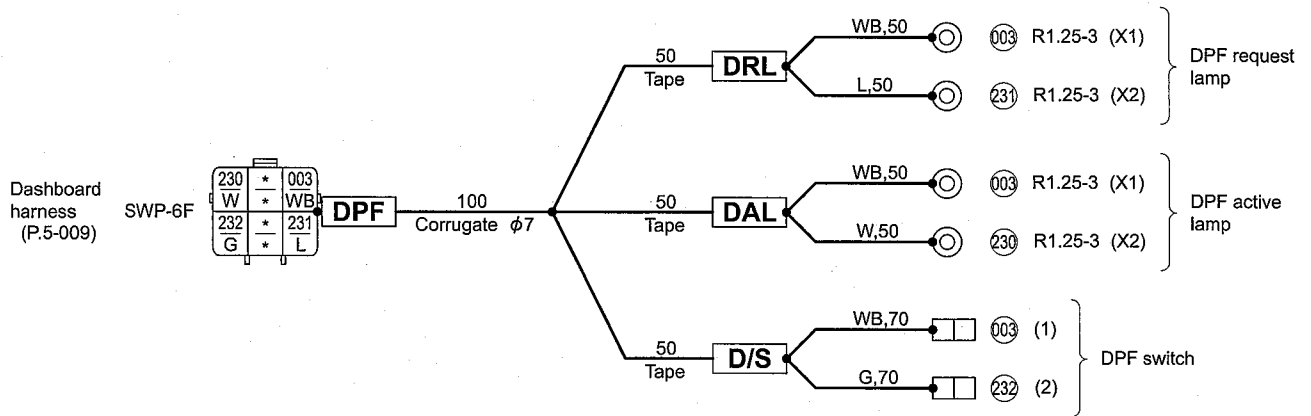 WB,50 003 R1.25-3 (X1)
50 DRL DPF request
Tape lamp
L,50 231 R1.25-3 (X2)
230 * 003
W * WB
232 * 231
G * L
Dashboard
harness
(P.5-009)
SWP-6F
DPF
100
Corrugate φ7
WB,50 003 R1.25-3 (X1)
50 DAL DPF active
Tape lamp
W,50 230 R1.25-3 (X2)
WB,70 003 (1)
50 D/S DPF switch
Tape
G,70 232 (2)